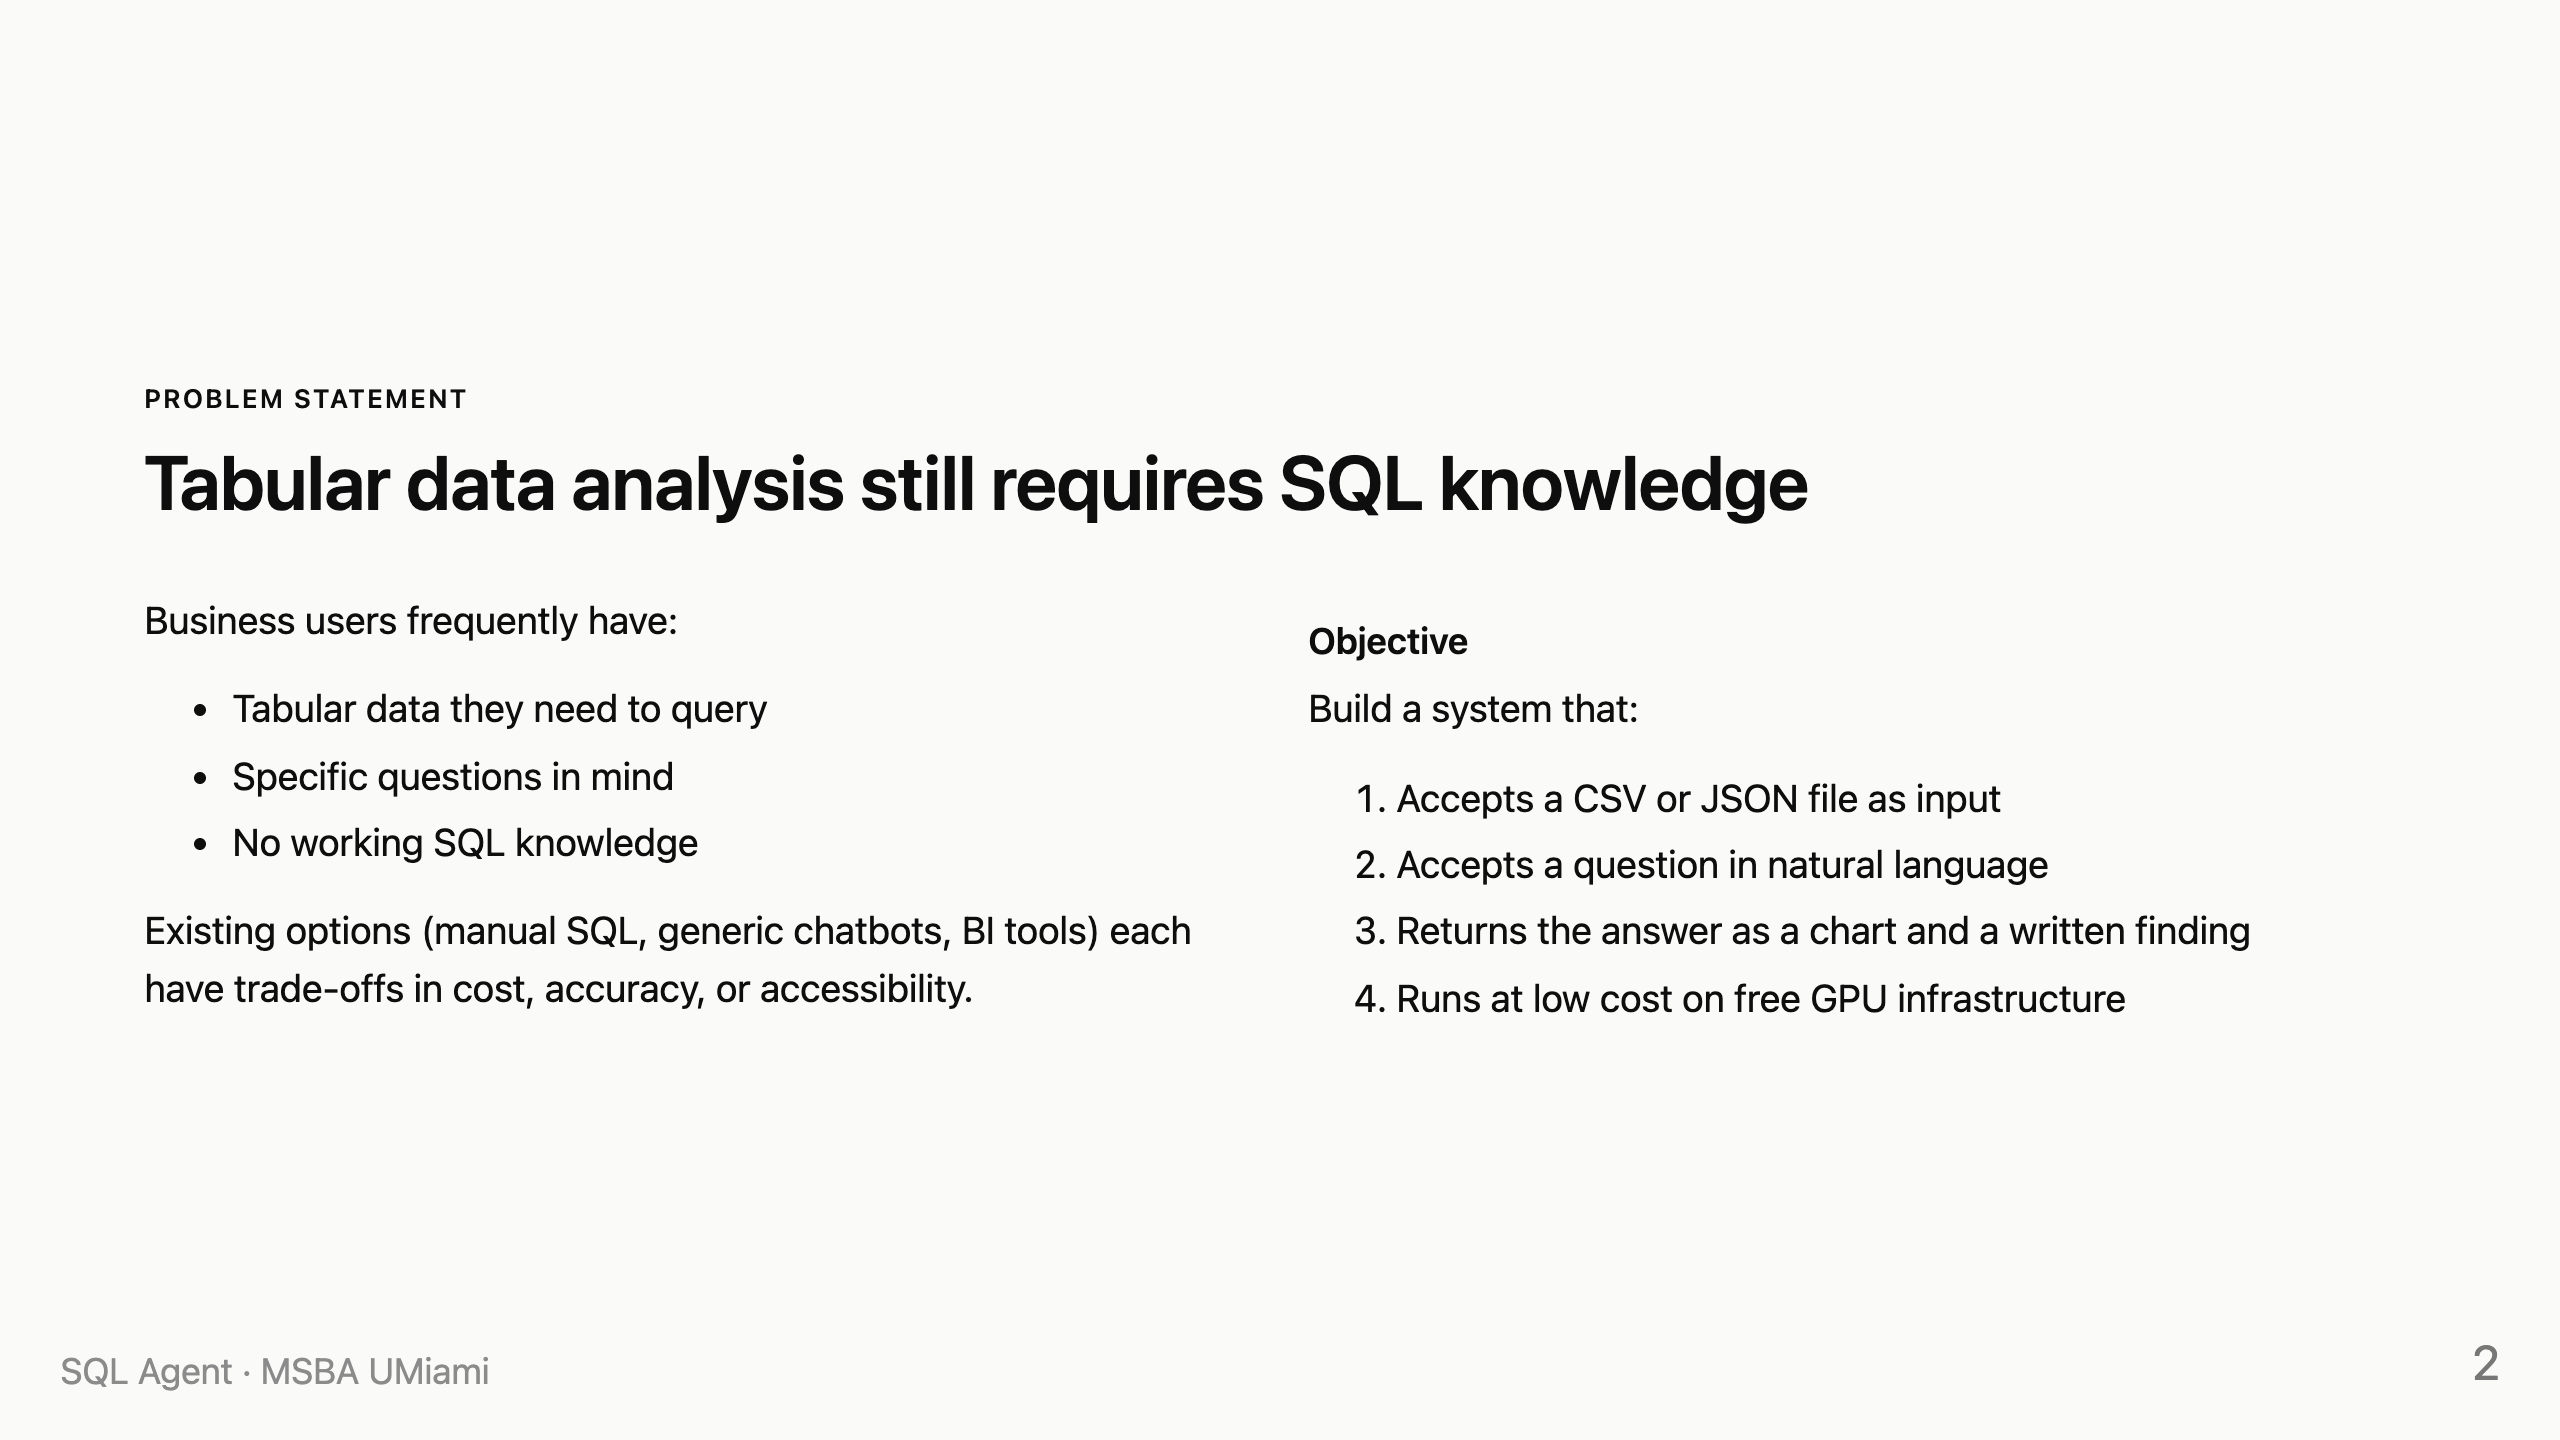 PROBLEM STATEMENT
Tabular data analysis still requires SQL knowledge
Business users frequently have:
• Tabular data they need to query
• Specific questions in mind
• No working SQL knowledge
Existing options (manual SQL, generic chatbots, BI tools) each
have trade-offs in cost, accuracy, or accessibility.
Objective
Build a system that:
1. Accepts a CSV or JSON file as input
2. Accepts a question in natural language
3. Returns the answer as a chart and a written finding
4. Runs at low cost on free GPU infrastructure
SQL Agent · MSBA UMiami
2